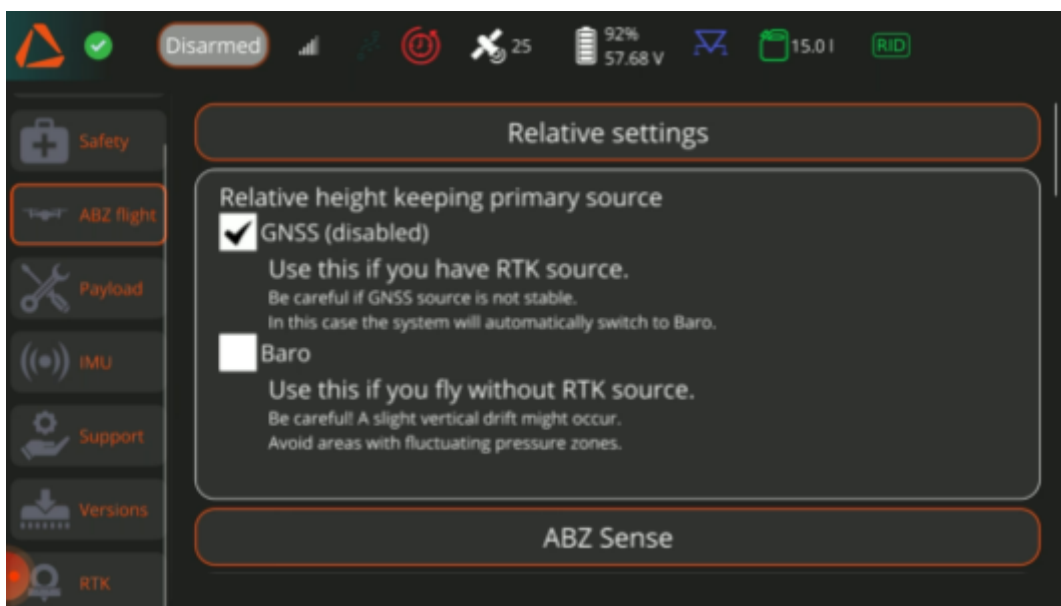 Disarmed
25
92%
57.68 V
15.0 l
RID
Safety
ABZ flight
Payload
IMU
Support
Versions
RTK
Relative settings
Relative height keeping primary source
GNSS (disabled)
Use this if you have RTK source.
Be careful if GNSS source is not stable.
In this case the system will automatically switch to Baro.
Baro
Use this if you fly without RTK source.
Be careful! A slight vertical drift might occur.
Avoid areas with fluctuating pressure zones.
ABZ Sense